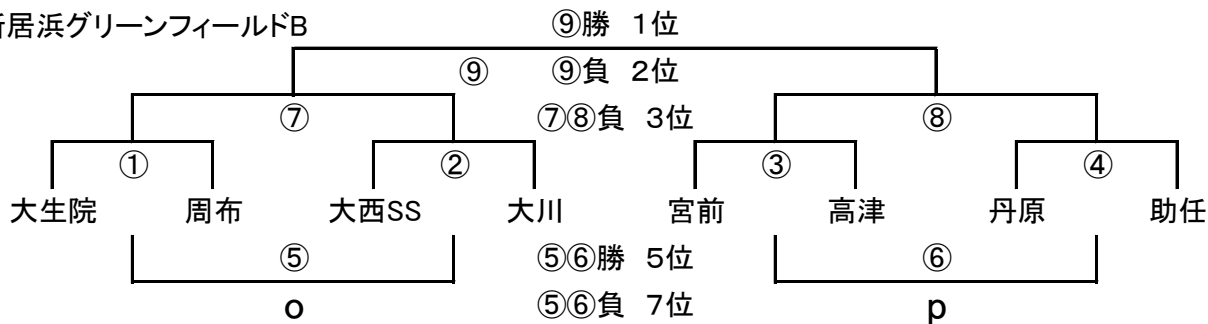 居浜グリーンフィールドB ⑨勝 1位
⑨ ⑨負 2位
⑦ ⑦⑧負 3位 ⑧
① ② ③ ④
大生院 周布 大西SS 大川 宮前 高津 丹原 助任
⑤ ⑤⑥勝 5位 ⑥
o ⑤⑥負 7位 p